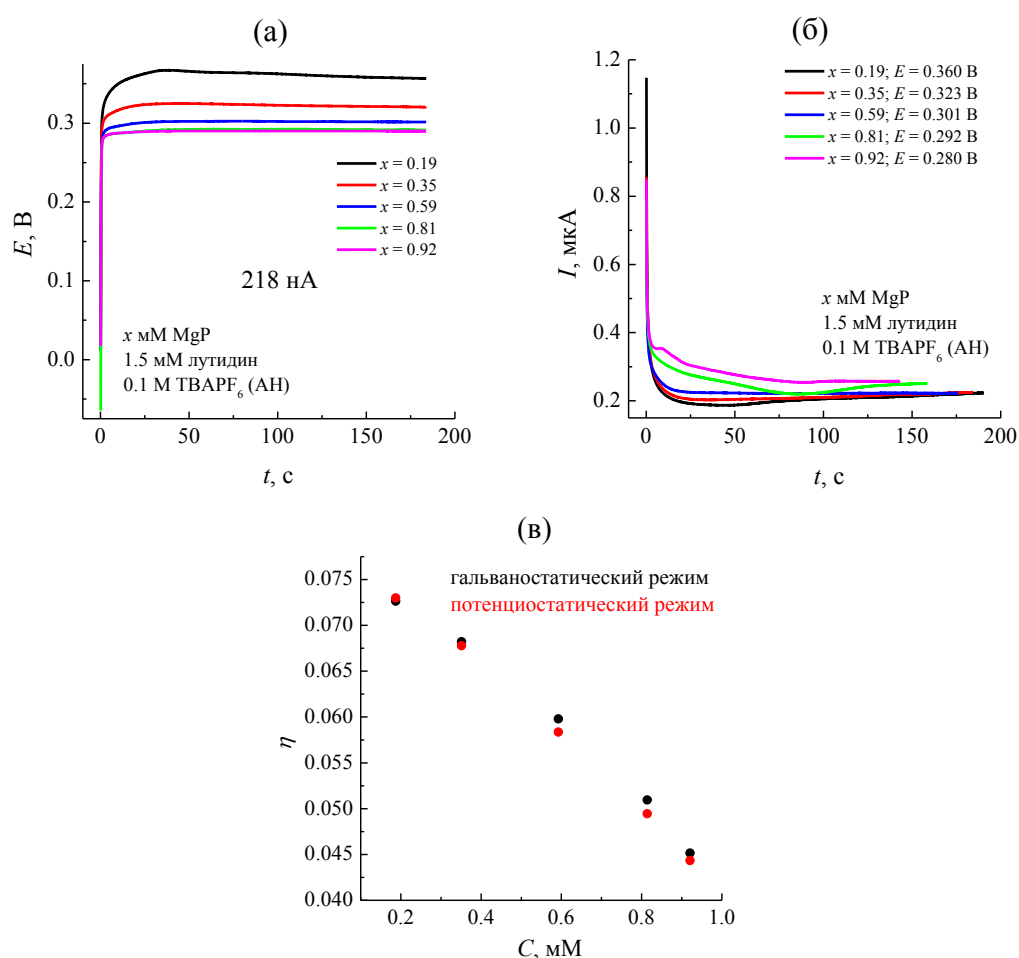 (а)
E, В
0.3
0.2
0.1
0.0
0
50
100
150
200
t, с
x = 0.19
x = 0.35
x = 0.59
x = 0.81
x = 0.92
218 нА
x мМ MgP
1.5 мМ лутидин
0.1 М TBAPF6 (АН)
(б)
I, мкА
1.2
1.0
0.8
0.6
0.4
0.2
0
50
100
150
200
t, с
x = 0.19; E = 0.360 В
x = 0.35; E = 0.323 В
x = 0.59; E = 0.301 В
x = 0.81; E = 0.292 В
x = 0.92; E = 0.280 В
x мМ MgP
1.5 мМ лутидин
0.1 М TBAPF6 (АН)
(в)
η
0.075
0.070
0.065
0.060
0.055
0.050
0.045
0.040
0.2
0.4
0.6
0.8
1.0
C, мМ
гальваностатический режим
потенциостатический режим